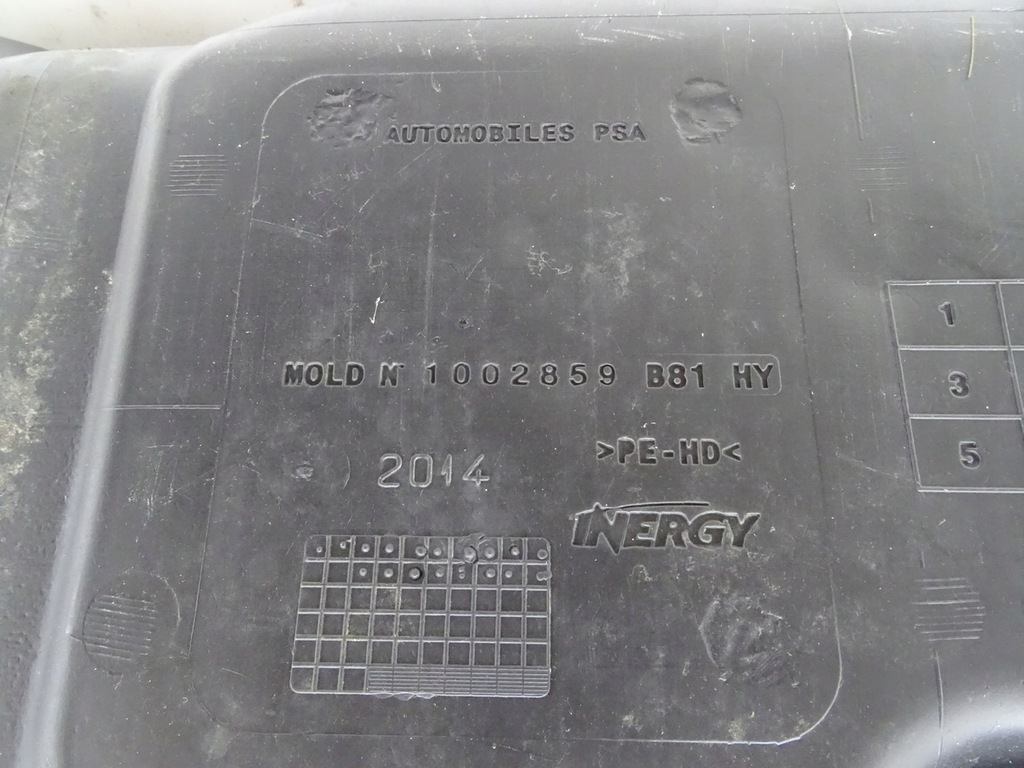 AUTOMOBILES PSA
MOLD N° 1002859 B81 HY
2014
>PE-HD<
INERGY
1
3
5